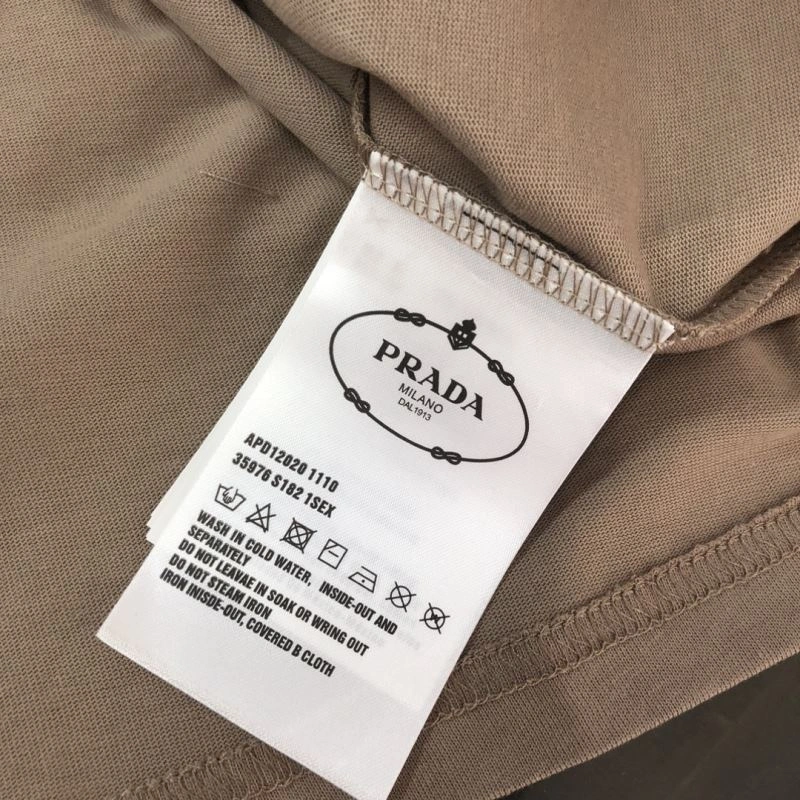 PRADA
MILANO
DAL 1913
APD12020 1110
35976 S182 1SEX
WASH IN COLD WATER, INSIDE-OUT AND
SEPARATELY
DO NOT LEAVAE IN SOAK OR WRING OUT
DO NOT STEAM IRON
IRON INISDE-OUT, COVERED B CLOTH